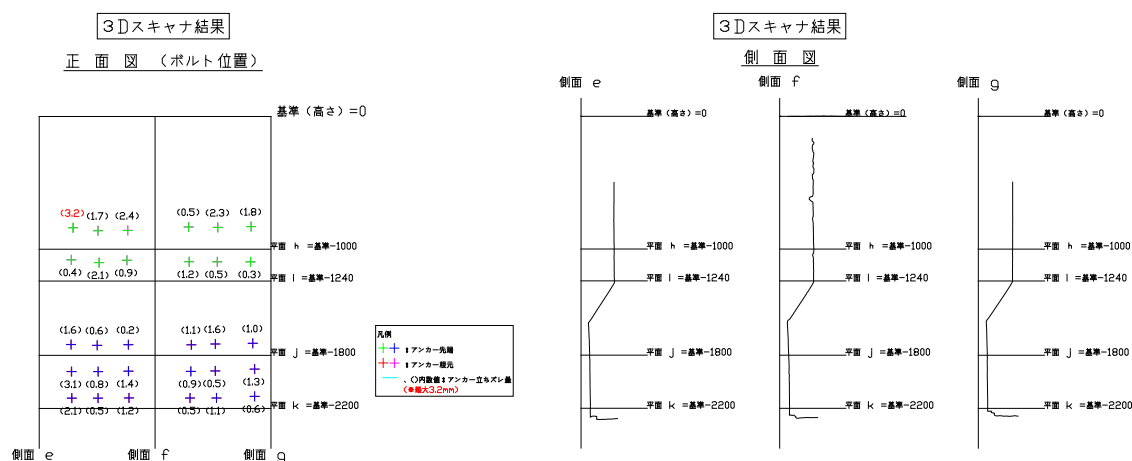 3Dスキャナ結果
正面図 (ボルト位置)
基準(高さ)=0
(3.2) (1.7) (2.4) (0.5) (2.3) (1.8)
平面 h =基準-1000
(0.4) (2.1) (0.9) (1.2) (0.5) (0.3)
平面 i =基準-1240
(1.6) (0.6) (0.2) (1.1) (1.6) (1.0)
平面 j =基準-1800
(3.1) (0.8) (1.4) (0.9) (0.5) (1.3)
平面 k =基準-2200
(2.1) (0.5) (1.2) (0.5) (1.1) (0.6)
側面 e 側面 f 側面 g
凡例
:アンカー先端
:アンカー根元
、()内数値:アンカー立ちズレ量
(※最大3.2mm)
3Dスキャナ結果
側面図
側面 e
基準(高さ)=0
平面 h =基準-1000
平面 i =基準-1240
平面 j =基準-1800
平面 k =基準-2200
側面 f
基準(高さ)=0
平面 h =基準-1000
平面 i =基準-1240
平面 j =基準-1800
平面 k =基準-2200
側面 g
基準(高さ)=0
平面 h =基準-1000
平面 i =基準-1240
平面 j =基準-1800
平面 k =基準-2200